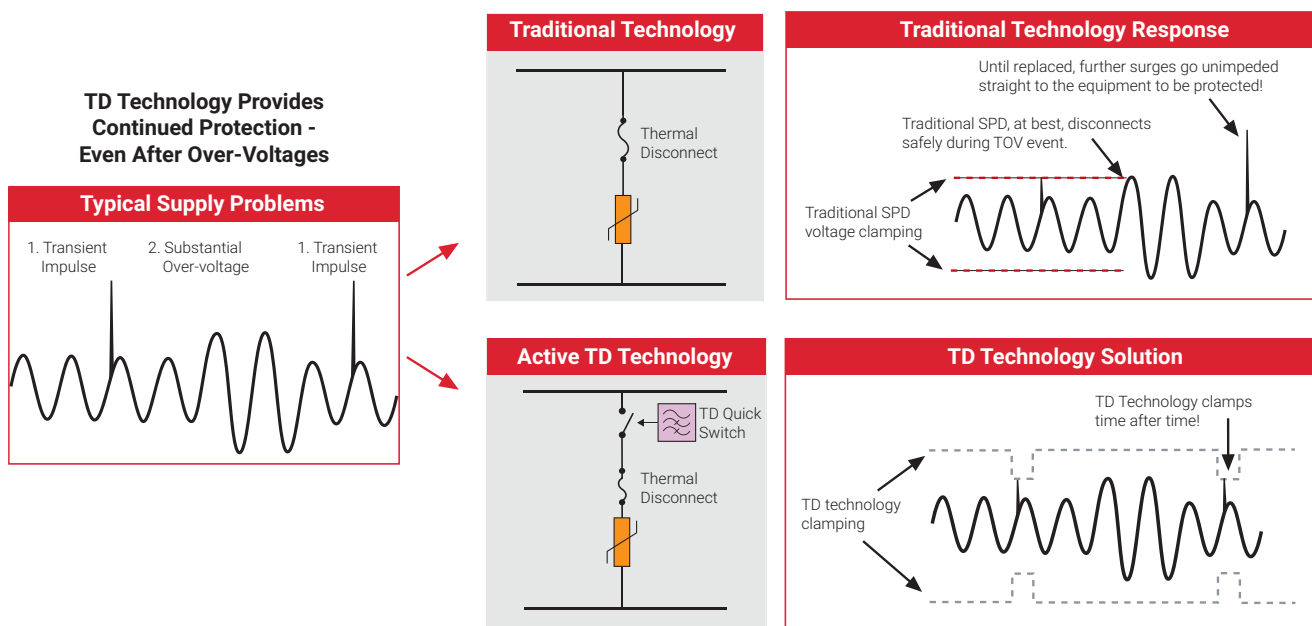 TD Technology Provides
Continued Protection -
Even After Over-Voltages
Typical Supply Problems
1. Transient
Impulse
2. Substantial
Over-voltage
1. Transient
Impulse
Traditional Technology
Thermal
Disconnect
Traditional Technology Response
Until replaced, further surges go unimpeded
straight to the equipment to be protected!
Traditional SPD, at best, disconnects
safely during TOV event.
Traditional SPD
voltage clamping
Active TD Technology
TD Quick
Switch
Thermal
Disconnect
TD Technology Solution
TD Technology clamps
time after time!
TD technology
clamping